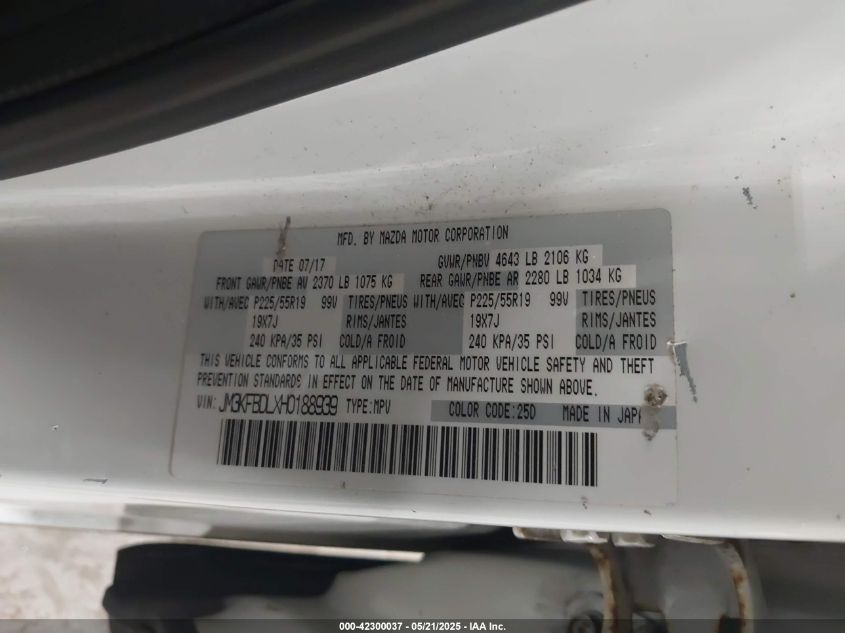 MFD. BY MAZDA MOTOR CORPORATION
DATE 07/17 GVWR/PNBV 4643 LB 2106 KG
FRONT GAWR/PNBE AV 2370 LB 1075 KG REAR GAWR/PNBE AR 2280 LB 1034 KG
WITH/AVEC P225/55R19 99V TIRES/PNEUS WITH/AVEC P225/55R19 99V TIRES/PNEUS
19X7J RIMS/JANTES 19X7J RIMS/JANTES
240 KPA/35 PSI COLD/A FROID 240 KPA/35 PSI COLD/A FROID
THIS VEHICLE CONFORMS TO ALL APPLICABLE FEDERAL MOTOR VEHICLE SAFETY AND THEFT
PREVENTION STANDARDS IN EFFECT ON THE DATE OF MANUFACTURE SHOWN ABOVE.
VIN: JM3KFBDLXH0188939 TYPE:MPV COLOR CODE:25D MADE IN JAPA
000-42300037 - 05/21/2025 - IAA Inc.